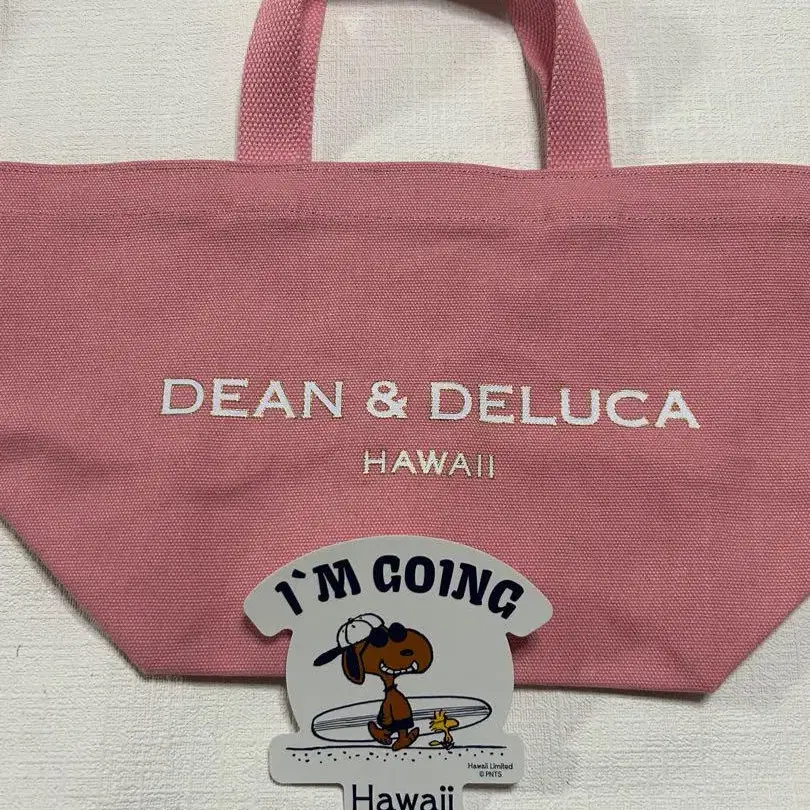 DEAN & DELUCA
HAWAII
I`M GOING
Hawaii Limited
© PNTS
Hawaii